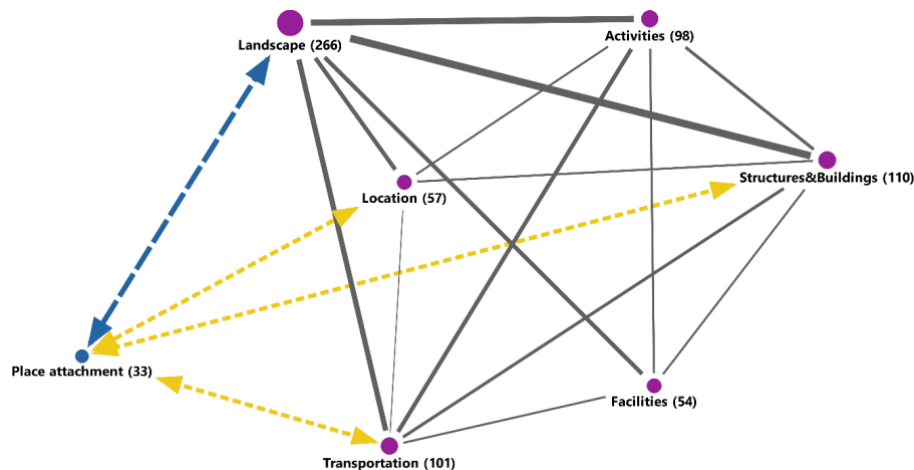 Landscape (266)
Activities (98)
Structures&Buildings (110)
Location (57)
Place attachment (33)
Facilities (54)
Transportation (101)